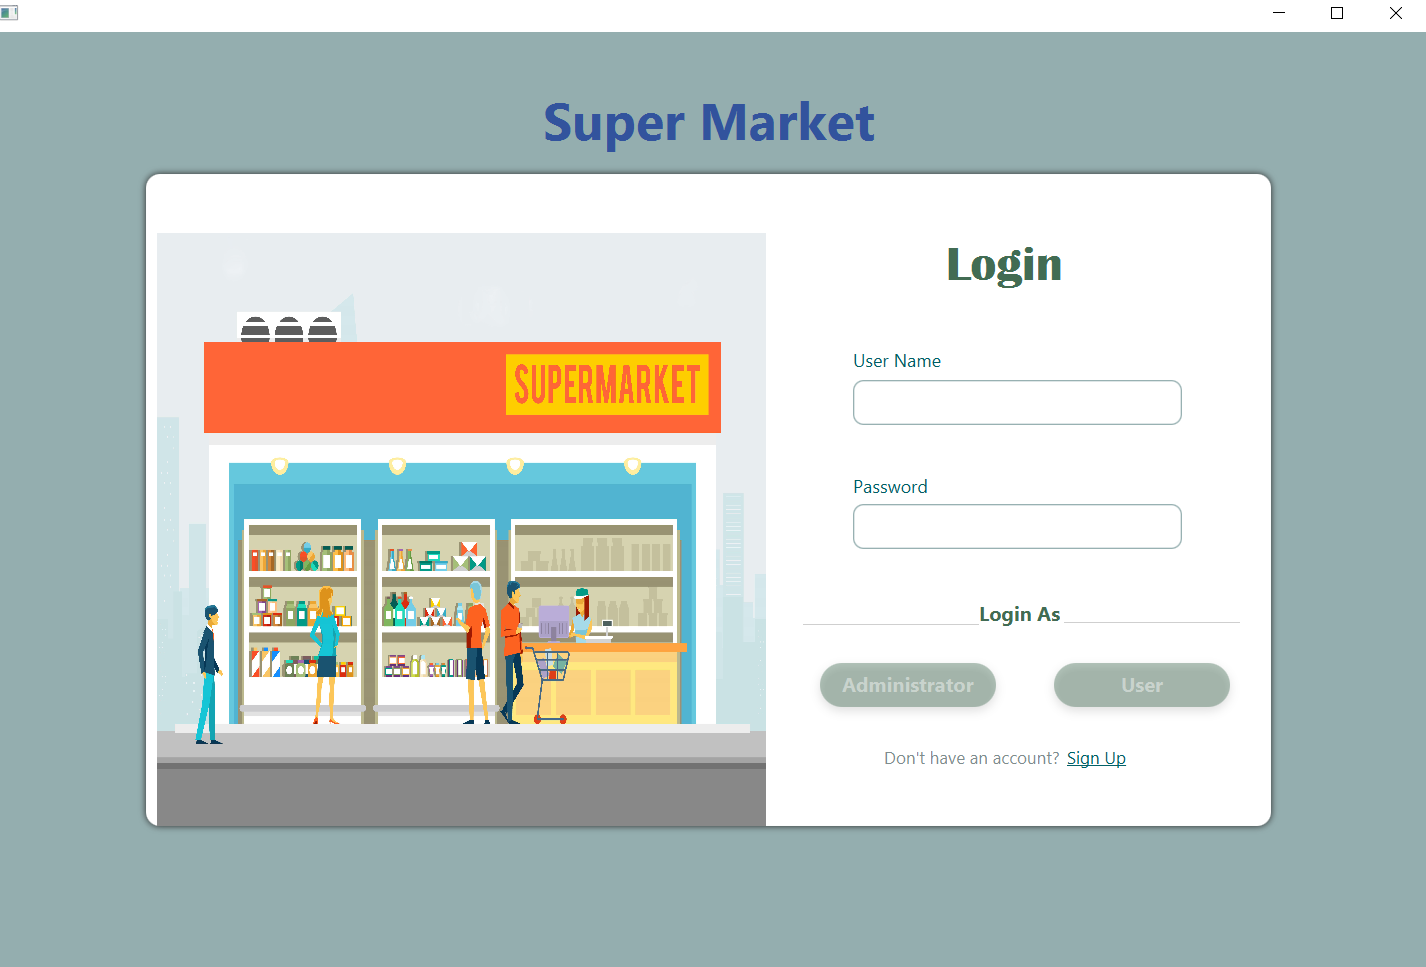 Super Market
SUPERMARKET
Login
User Name
Password
Login As
Administrator
User
Don't have an account? Sign Up